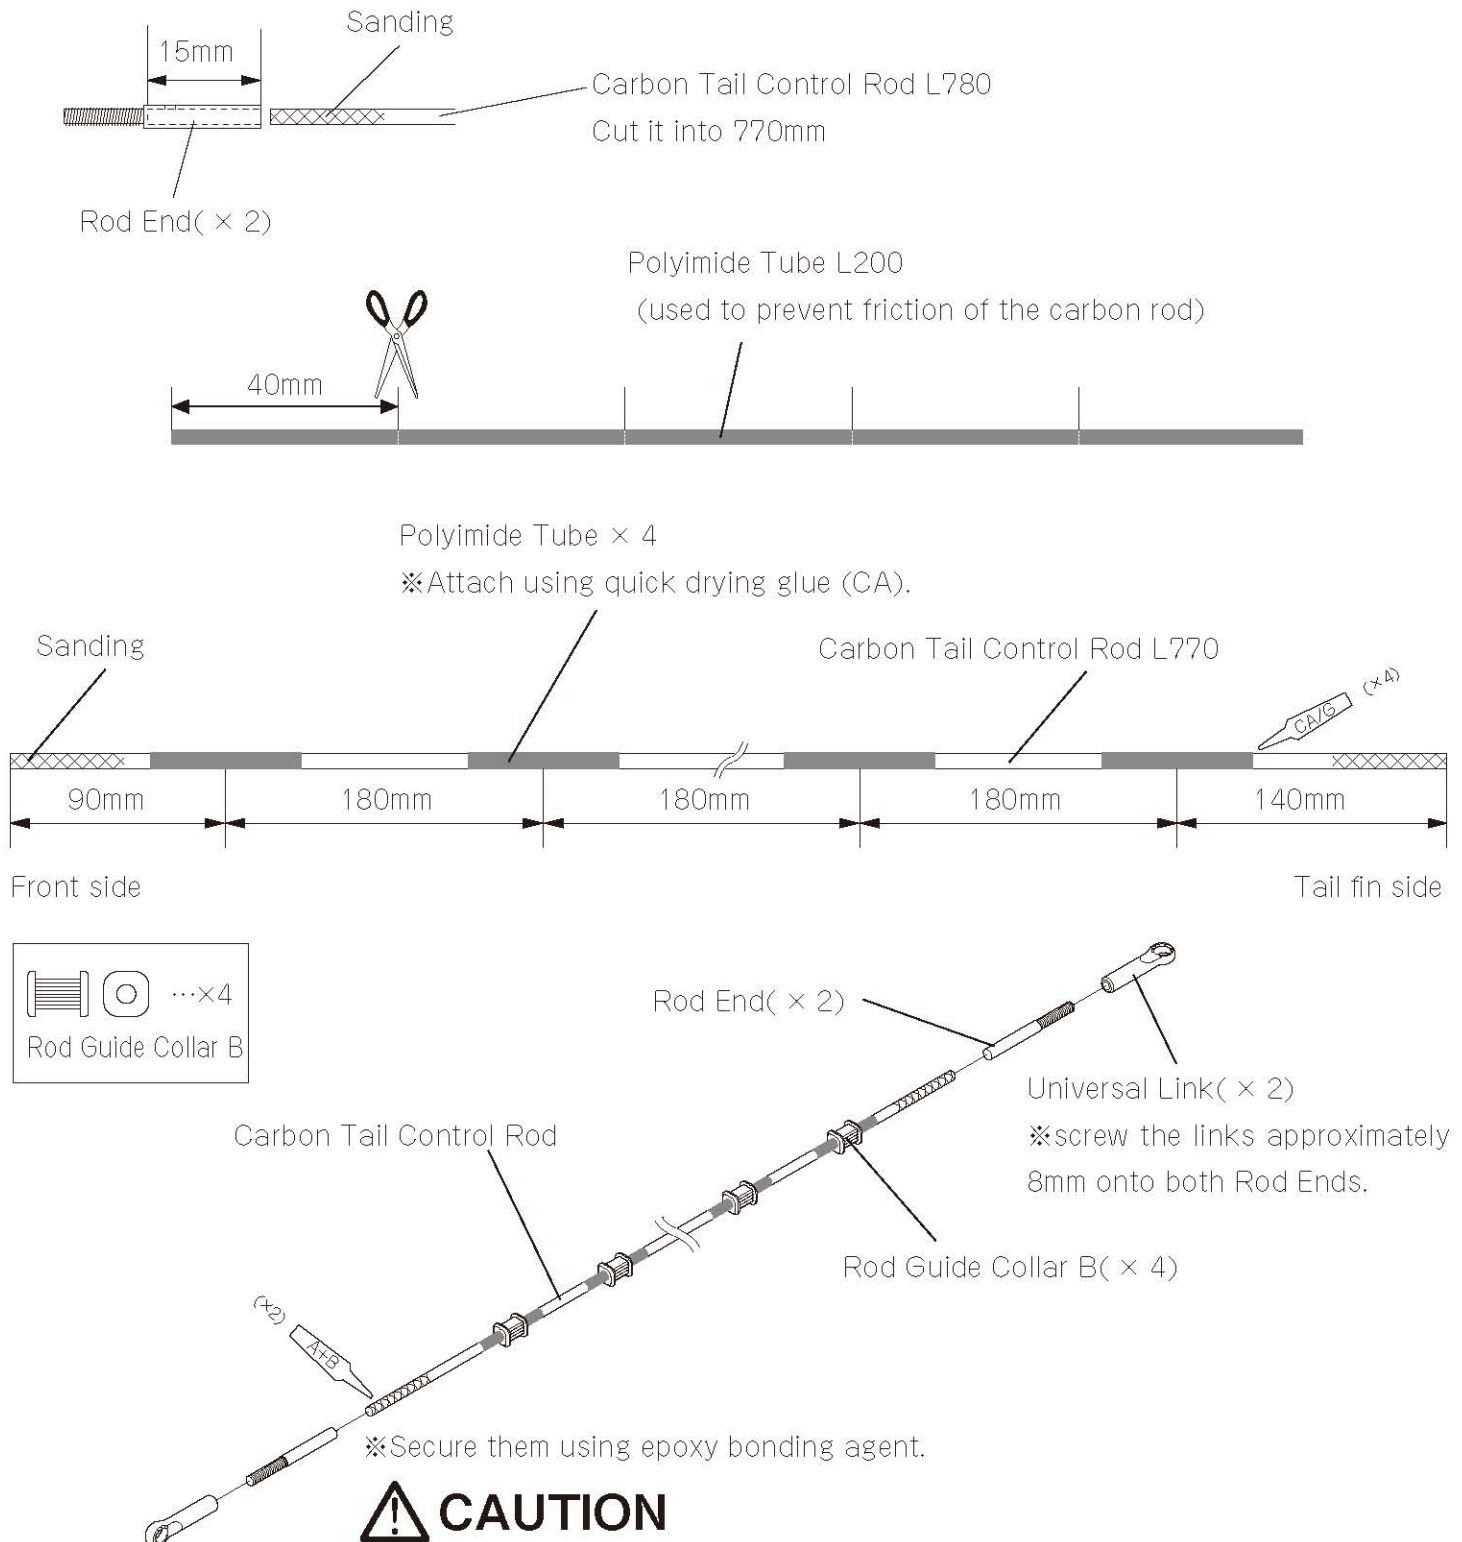 Sanding
15mm
Carbon Tail Control Rod L780
Cut it into 770mm
Rod End( × 2)
Polyimide Tube L200
(used to prevent friction of the carbon rod)
40mm
Polyimide Tube × 4
※Attach using quick drying glue (CA).
Sanding
Carbon Tail Control Rod L770
(×4)
CA/G
90mm
180mm
180mm
180mm
140mm
Front side
Tail fin side
…×4
Rod Guide Collar B
Rod End( × 2)
Universal Link( × 2)
※screw the links approximately
8mm onto both Rod Ends.
Carbon Tail Control Rod
Rod Guide Collar B( × 4)
(×2)
A+B
※Secure them using epoxy bonding agent.
CAUTION